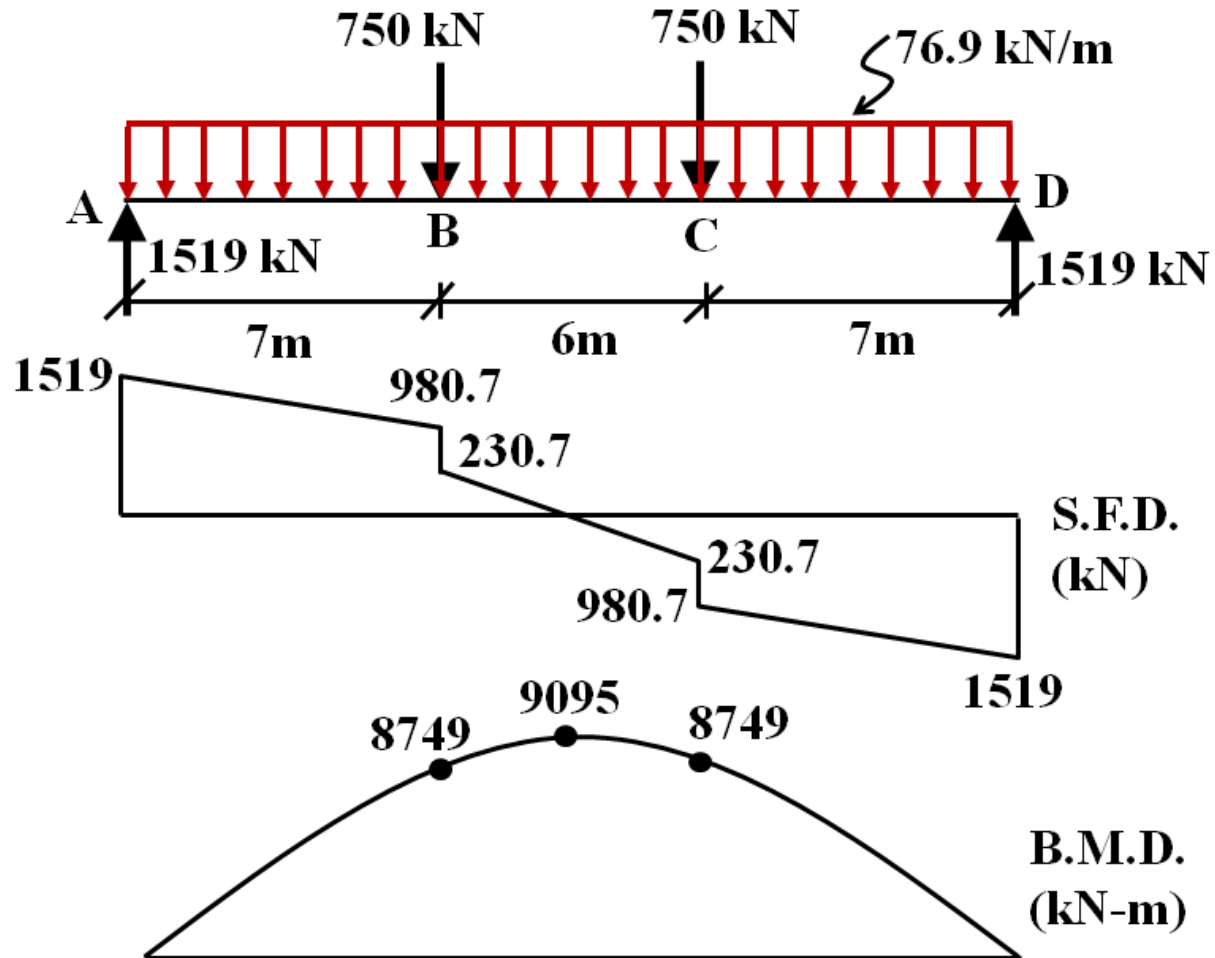 750 kN
750 kN
76.9 kN/m
A
D
B
C
1519 kN
1519 kN
7m
6m
7m
1519
980.7
230.7
S.F.D.
(kN)
230.7
980.7
1519
9095
8749
8749
B.M.D.
(kN-m)